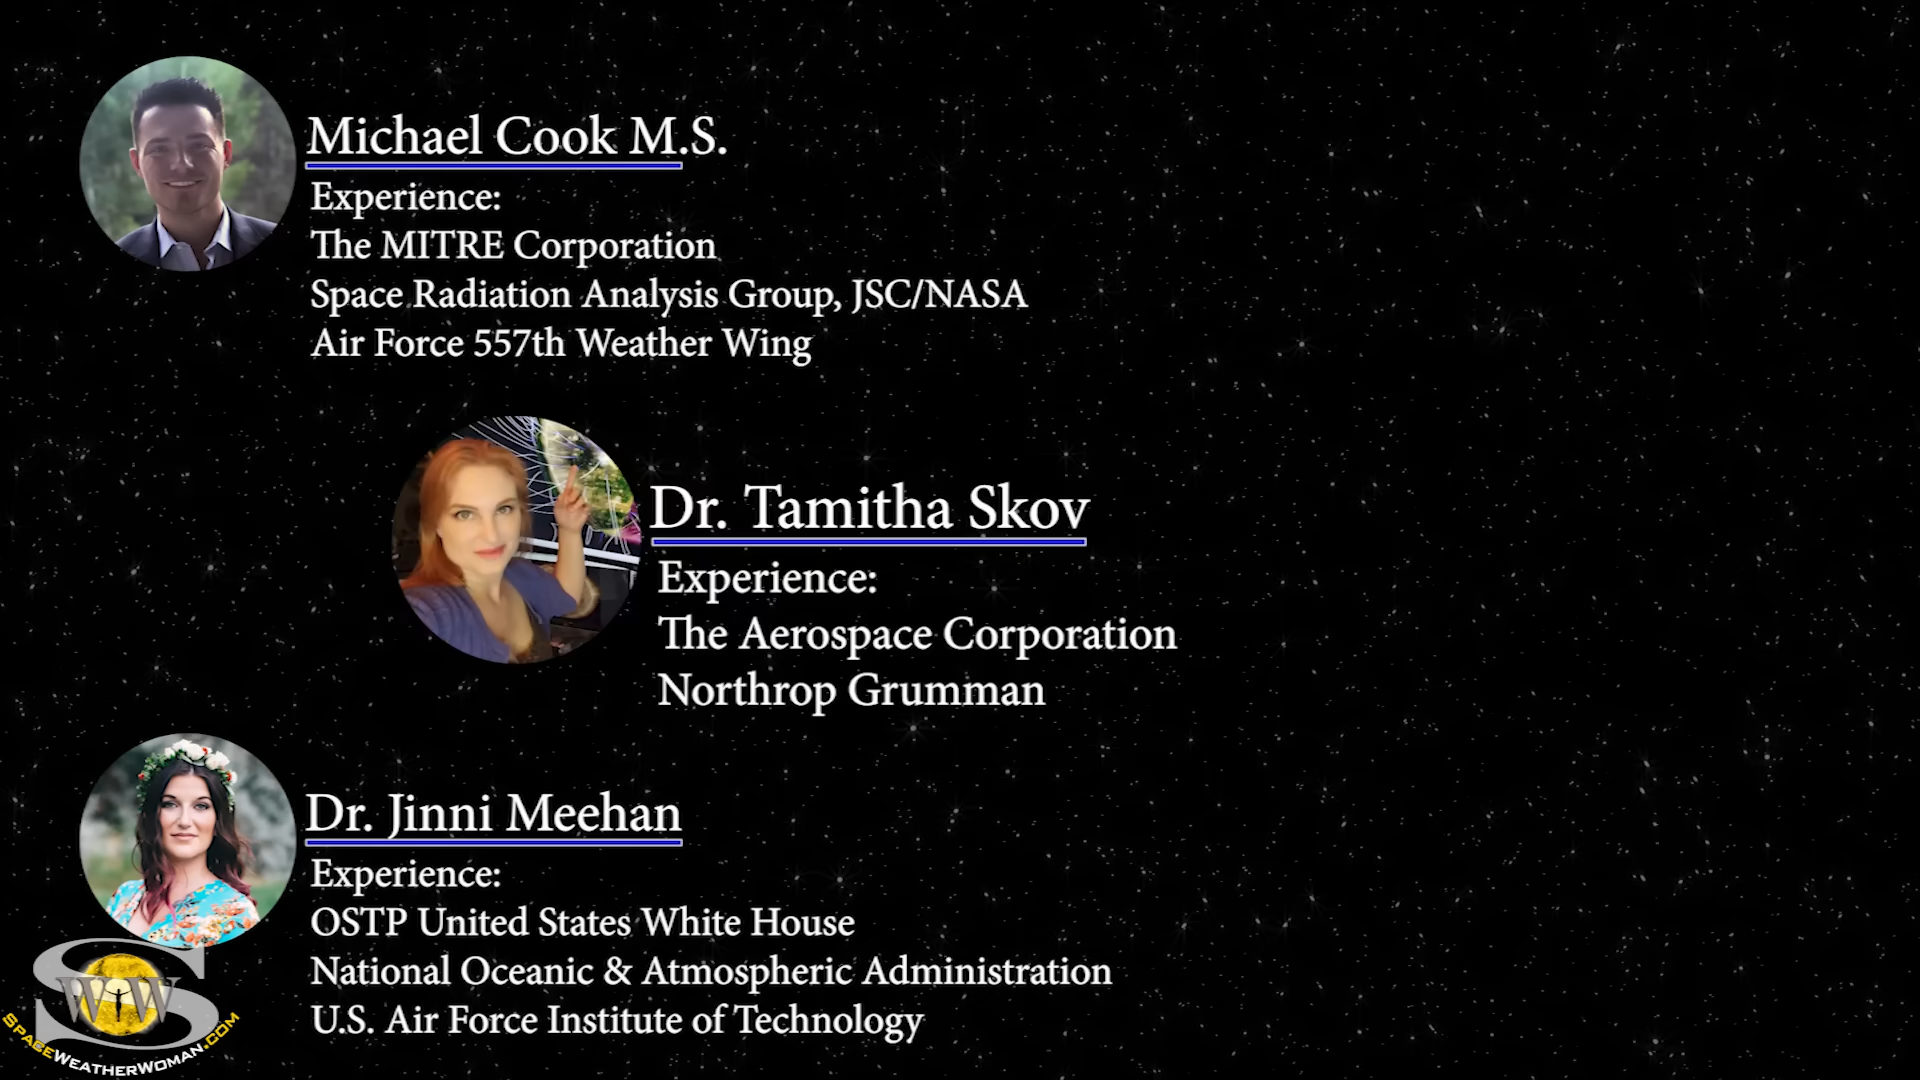 Michael Cook M.S.
Experience:
The MITRE Corporation
Space Radiation Analysis Group, JSC/NASA
Air Force 557th Weather Wing
Dr. Tamitha Skov
Experience:
The Aerospace Corporation
Northrop Grumman
Dr. Jinni Meehan
Experience:
OSTP United States White House
National Oceanic & Atmospheric Administration
U.S. Air Force Institute of Technology
SWW
SPACEWEATHERWOMAN.COM